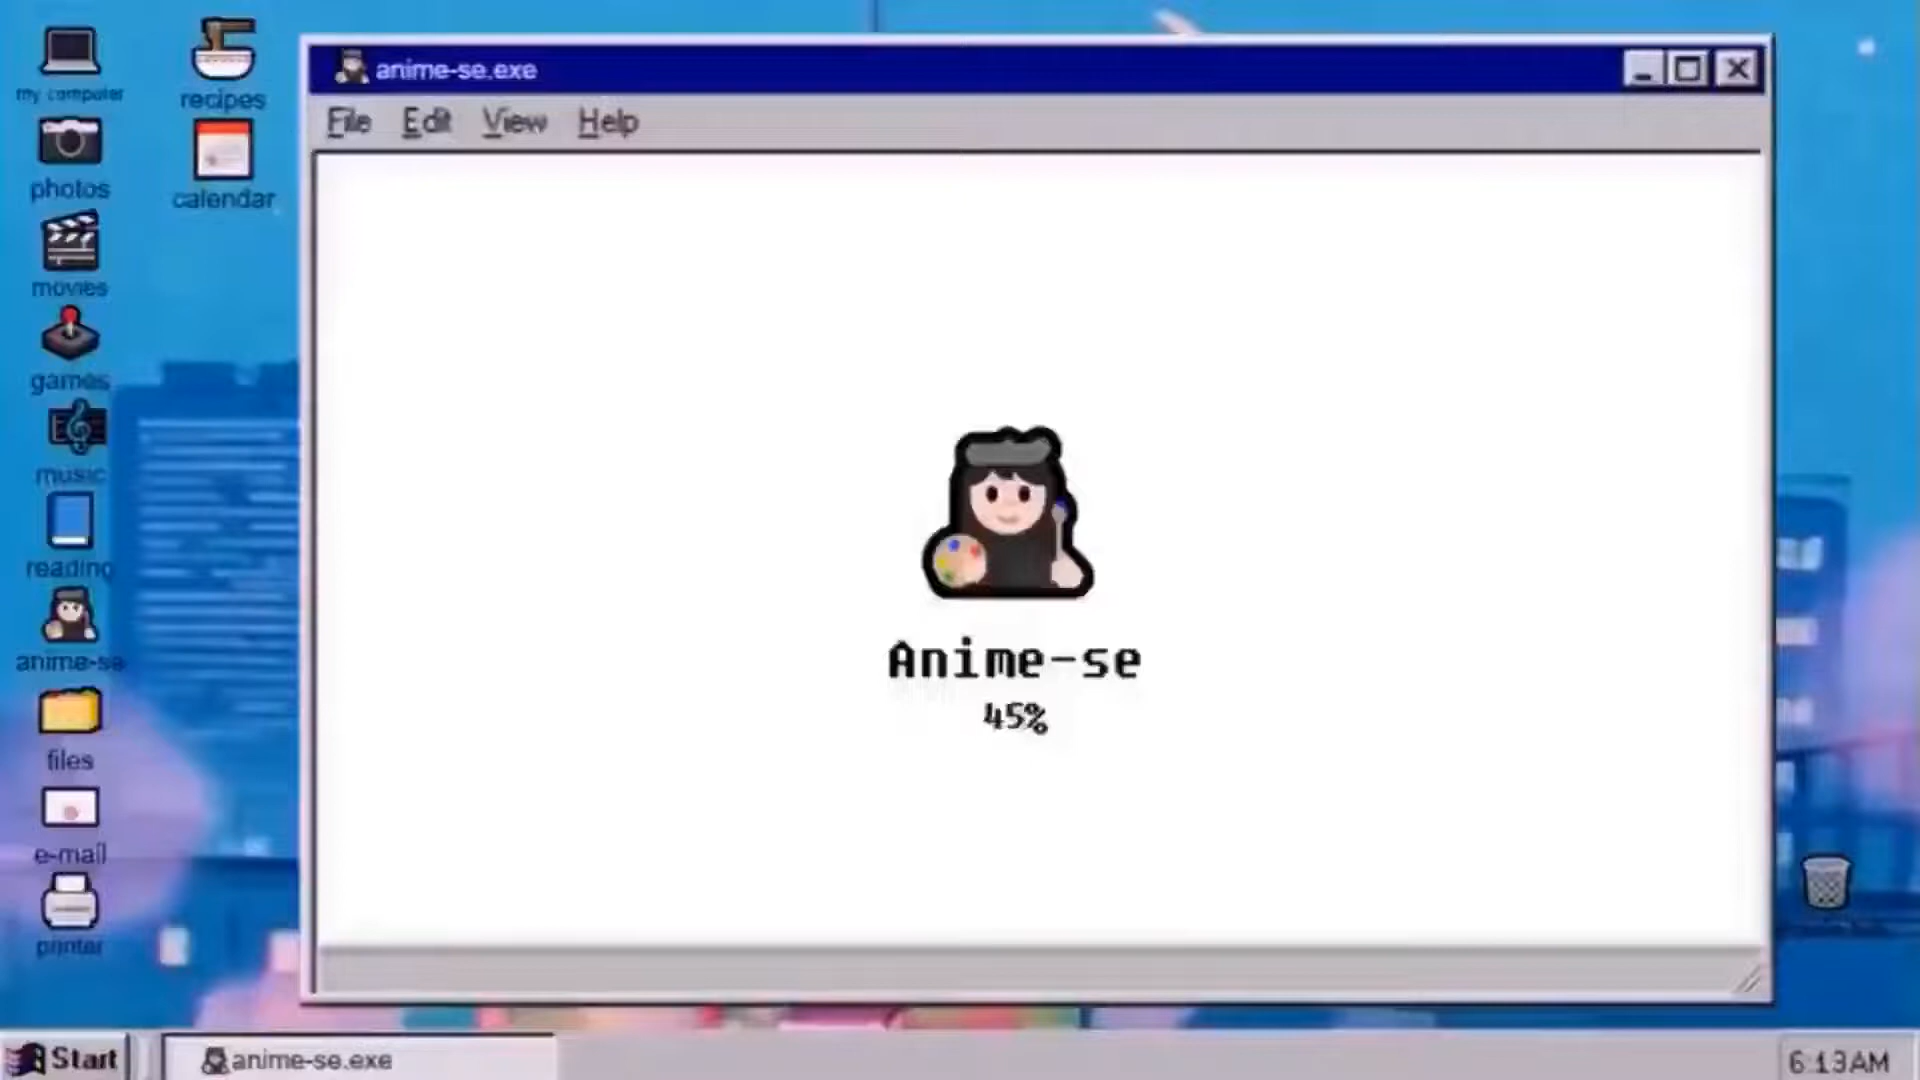 my computer
recipes
photos
calendar
movies
games
music
reading
anime-se
files
e-mail
printer
anime-se.exe
File Edit View Help
Anime-se
45%
Start
anime-se.exe
6:13AM